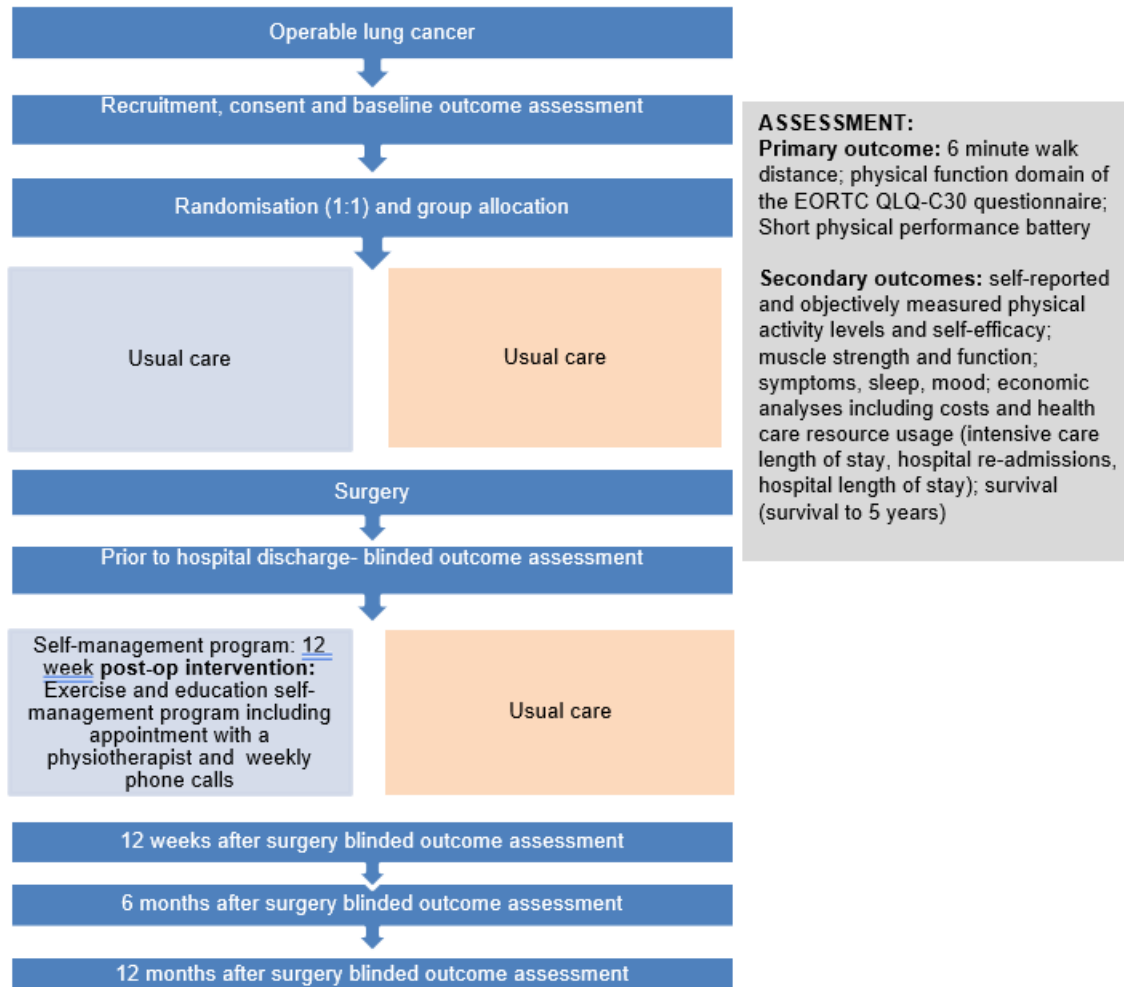 Operable lung cancer
Recruitment, consent and baseline outcome assessment
Randomisation (1:1) and group allocation
Usual care
Usual care
Surgery
Prior to hospital discharge- blinded outcome assessment
Self-management program: 12
week post-op intervention:
Exercise and education self-
management program including
appointment with a
physiotherapist and weekly
phone calls
Usual care
12 weeks after surgery blinded outcome assessment
6 months after surgery blinded outcome assessment
12 months after surgery blinded outcome assessment
ASSESSMENT:
Primary outcome: 6 minute walk
distance; physical function domain of
the EORTC QLQ-C30 questionnaire;
Short physical performance battery
Secondary outcomes: self-reported
and objectively measured physical
activity levels and self-efficacy;
muscle strength and function;
symptoms, sleep, mood; economic
analyses including costs and health
care resource usage (intensive care
length of stay, hospital re-admissions,
hospital length of stay); survival
(survival to 5 years)